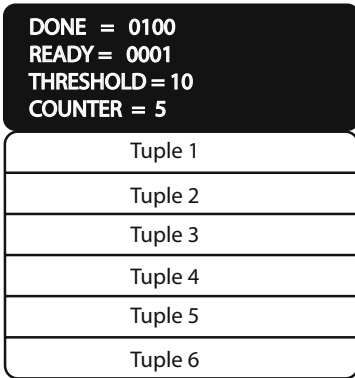 DONE = 0100
READY = 0001
THRESHOLD = 10
COUNTER = 5
Tuple 1
Tuple 2
Tuple 3
Tuple 4
Tuple 5
Tuple 6